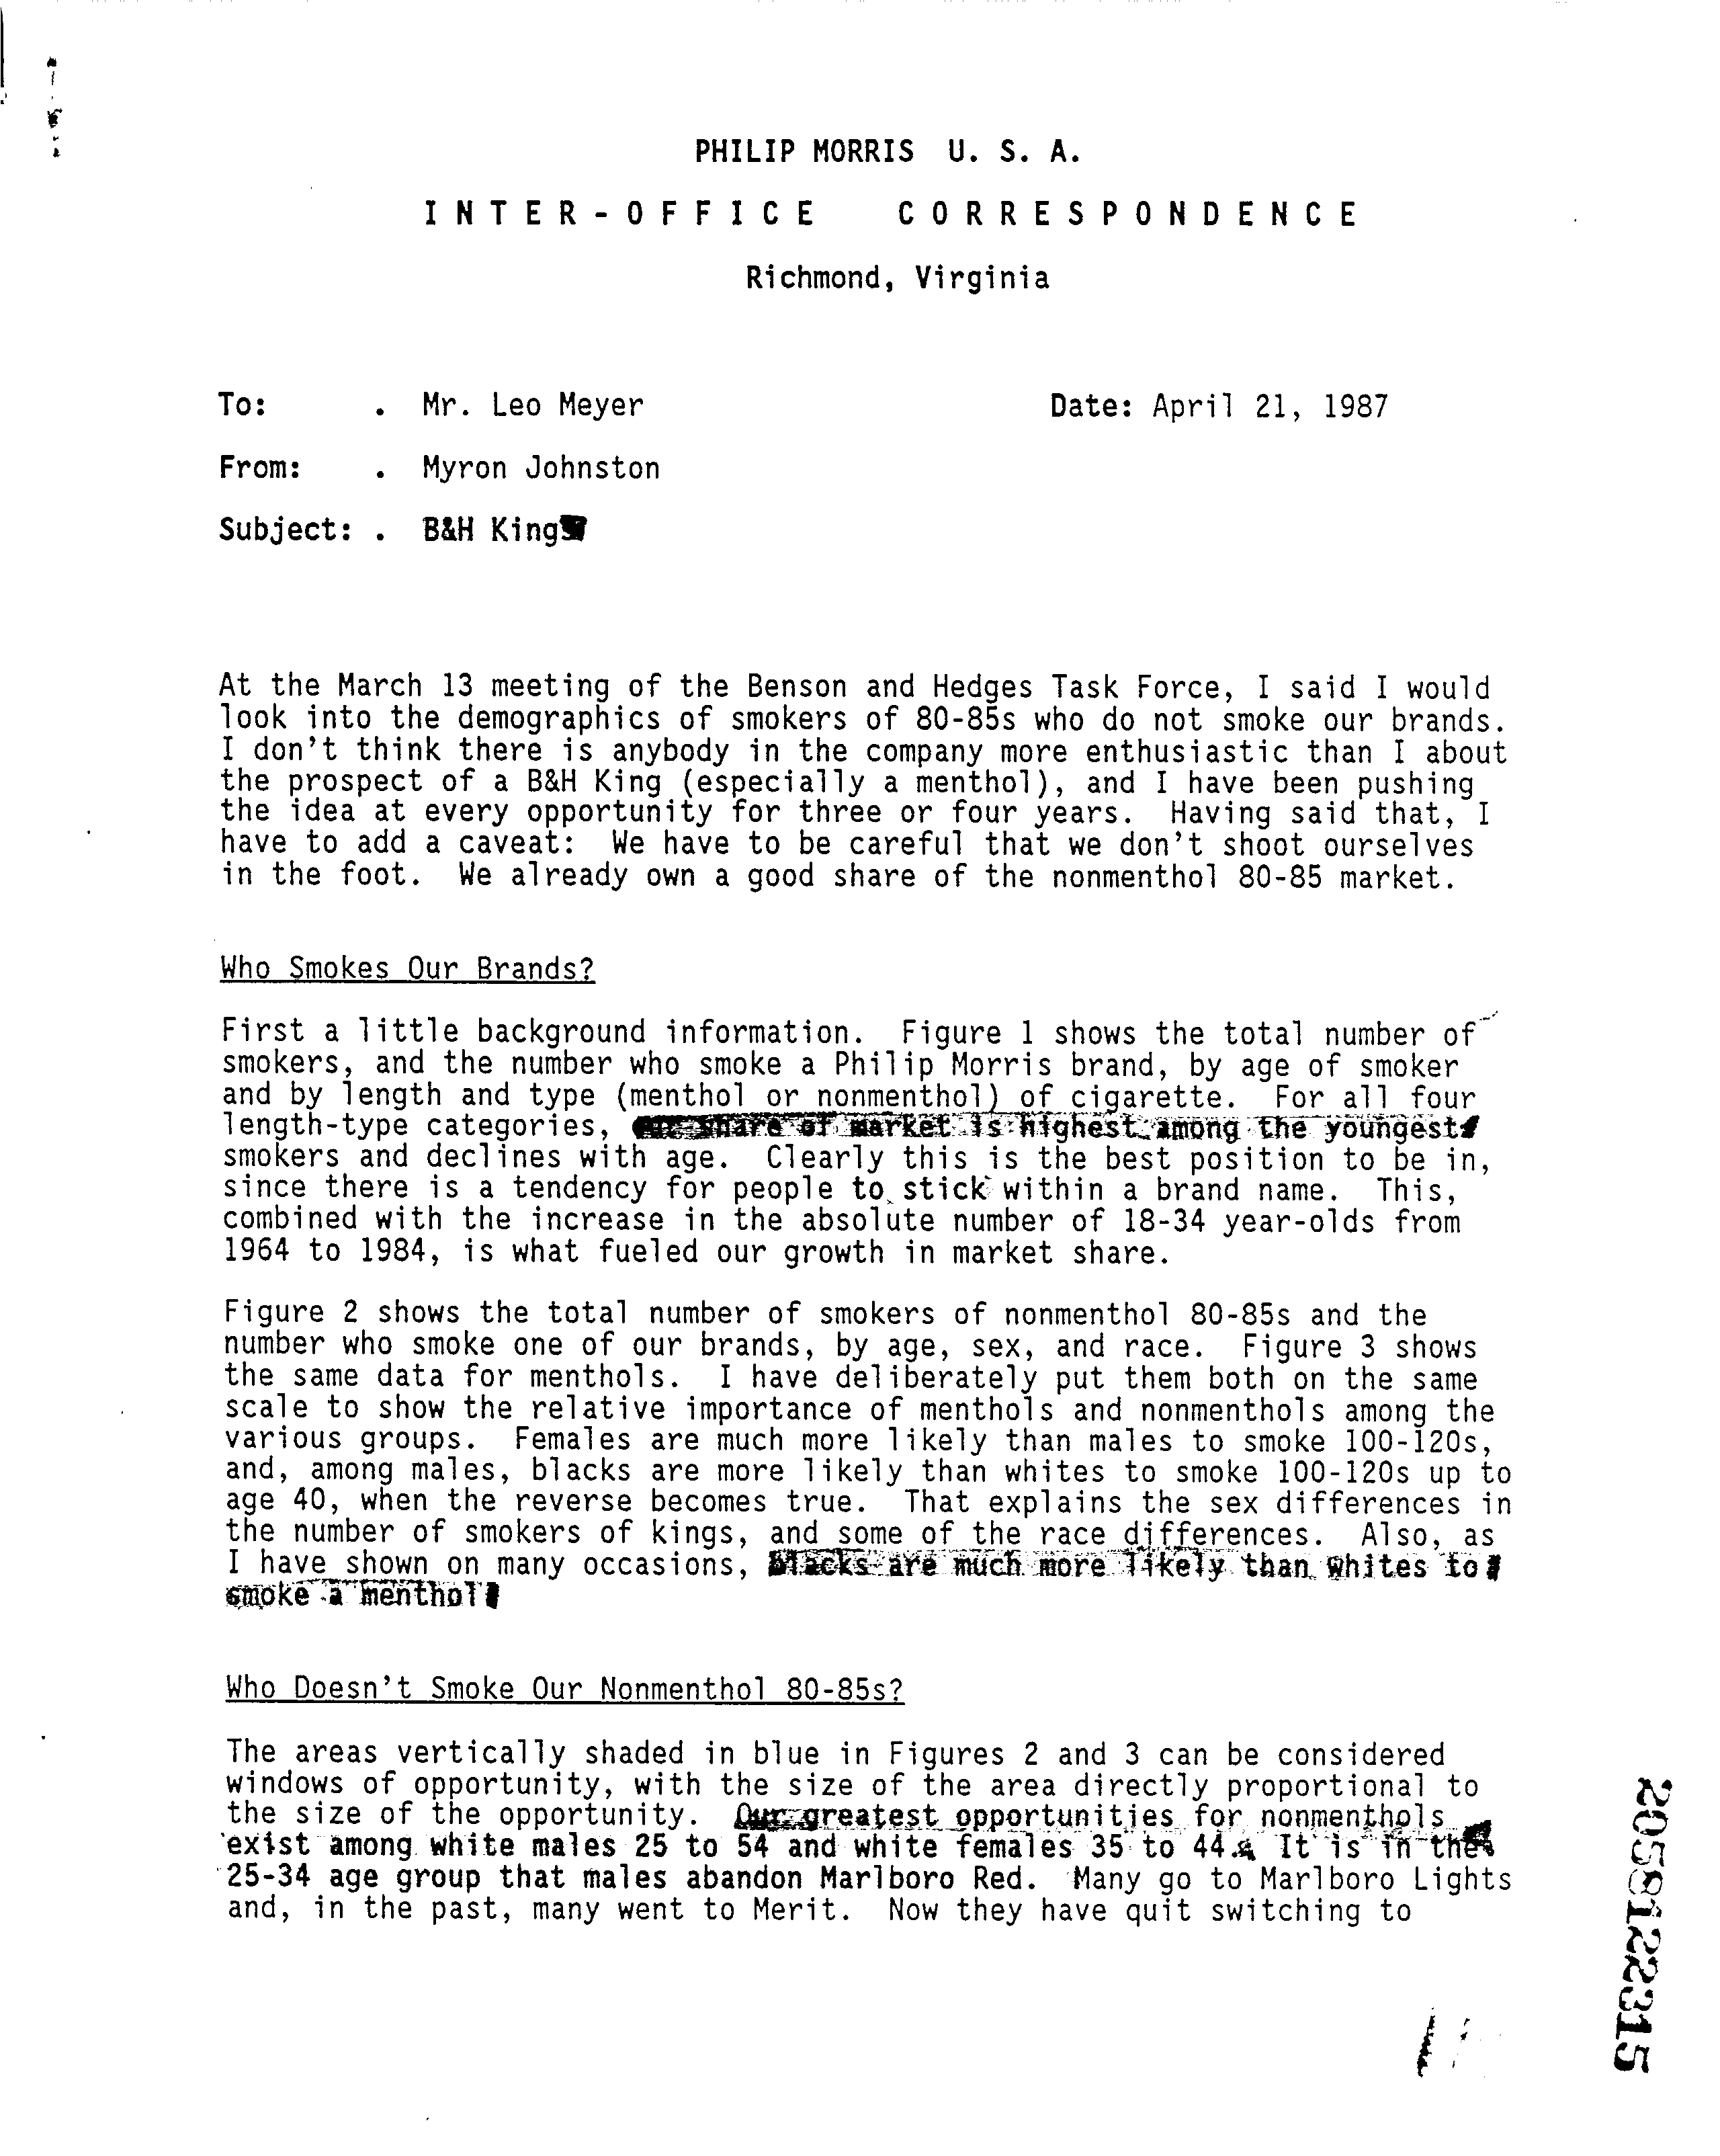 PHILIP MORRIS U. S. A.
INTER-OFFICE CORRESPONDENCE
Richmond, Virginia
To: . Mr. Leo Meyer Date: April 21, 1987
From: . Myron Johnston
Subject: . B&H Kings
At the March 13 meeting of the Benson and Hedges Task Force, I said I would
look into the demographics of smokers of 80-85s who do not smoke our brands.
I don't think there is anybody in the company more enthusiastic than I about
the prospect of a B&H King (especially a menthol), and I have been pushing
the idea at every opportunity for three or four years. Having said that, I
have to add a caveat: We have to be careful that we don't shoot ourselves
in the foot. We already own a good share of the nonmenthol 80-85 market.
Who Smokes Our Brands?
First a little background information. Figure 1 shows the total number of
smokers, and the number who smoke a Philip Morris brand, by age of smoker
and by length and type (menthol or nonmenthol) of cigarette. For all four
length-type categories, our share of market is highest among the youngest
smokers and declines with age. Clearly this is the best position to be in,
since there is a tendency for people to stick within a brand name. This,
combined with the increase in the absolute number of 18-34 year-olds from
1964 to 1984, is what fueled our growth in market share.
Figure 2 shows the total number of smokers of nonmenthol 80-85s and the
number who smoke one of our brands, by age, sex, and race. Figure 3 shows
the same data for menthols. I have deliberately put them both on the same
scale to show the relative importance of menthols and nonmenthols among the
various groups. Females are much more likely than males to smoke 100-120s,
and, among males, blacks are more likely than whites to smoke 100-120s up to
age 40, when the reverse becomes true. That explains the sex differences in
the number of smokers of kings, and some of the race differences. Also, as
I have shown on many occasions, blacks are much more likely than whites to
smoke a menthol
Who Doesn't Smoke Our Nonmenthol 80-85s?
The areas vertically shaded in blue in Figures 2 and 3 can be considered
windows of opportunity, with the size of the area directly proportional to
the size of the opportunity. Our greatest opportunities for nonmenthols
exist among white males 25 to 54 and white females 35 to 44. It is in the
25-34 age group that males abandon Marlboro Red. Many go to Marlboro Lights
and, in the past, many went to Merit. Now they have quit switching to
2058122315